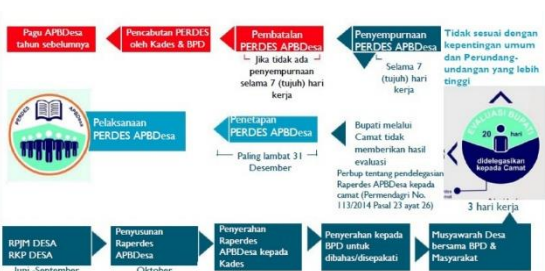 Pagu APBDesa
tahun sebelumnya
Pencabutan PERDES
oleh Kades & BPD
Pembatalan
PERDES APBDesa
Jika tidak ada
penyempurnaan
selama 7 (tujuh) hari
kerja
Penyempurnaan
PERDES APBDesa
Selama 7
(tujuh) hari
kerja
Tidak sesuai dengan
kepentingan umum
dan Perundang-
undangan yang lebih
tinggi
PERDES
APBDesa
Pelaksanaan
PERDES APBDesa
Penetapan
PERDES APBDesa
Paling lambat 31
Desember
Bupati melalui
Camat tidak
memberikan hasil
evaluasi
Perbup tentang pendelegasian
Raperdes APBDesa kepada
camat (Permendagri No.
113/2014 Pasal 23 ayat 26)
EVALUASI BUPATI
20 hari
didelegasikan
kepada Camat
3 hari kerja
RPJM DESA
RKP DESA
Juni -September
Penyusunan
Raperdes
APBDesa
Oktober
Penyerahan
Raperdes
APBDesa kepada
Kades
Penyerahan kepada
BPD untuk
dibahas/disepakati
Musyawarah Desa
bersama BPD &
Masyarakat